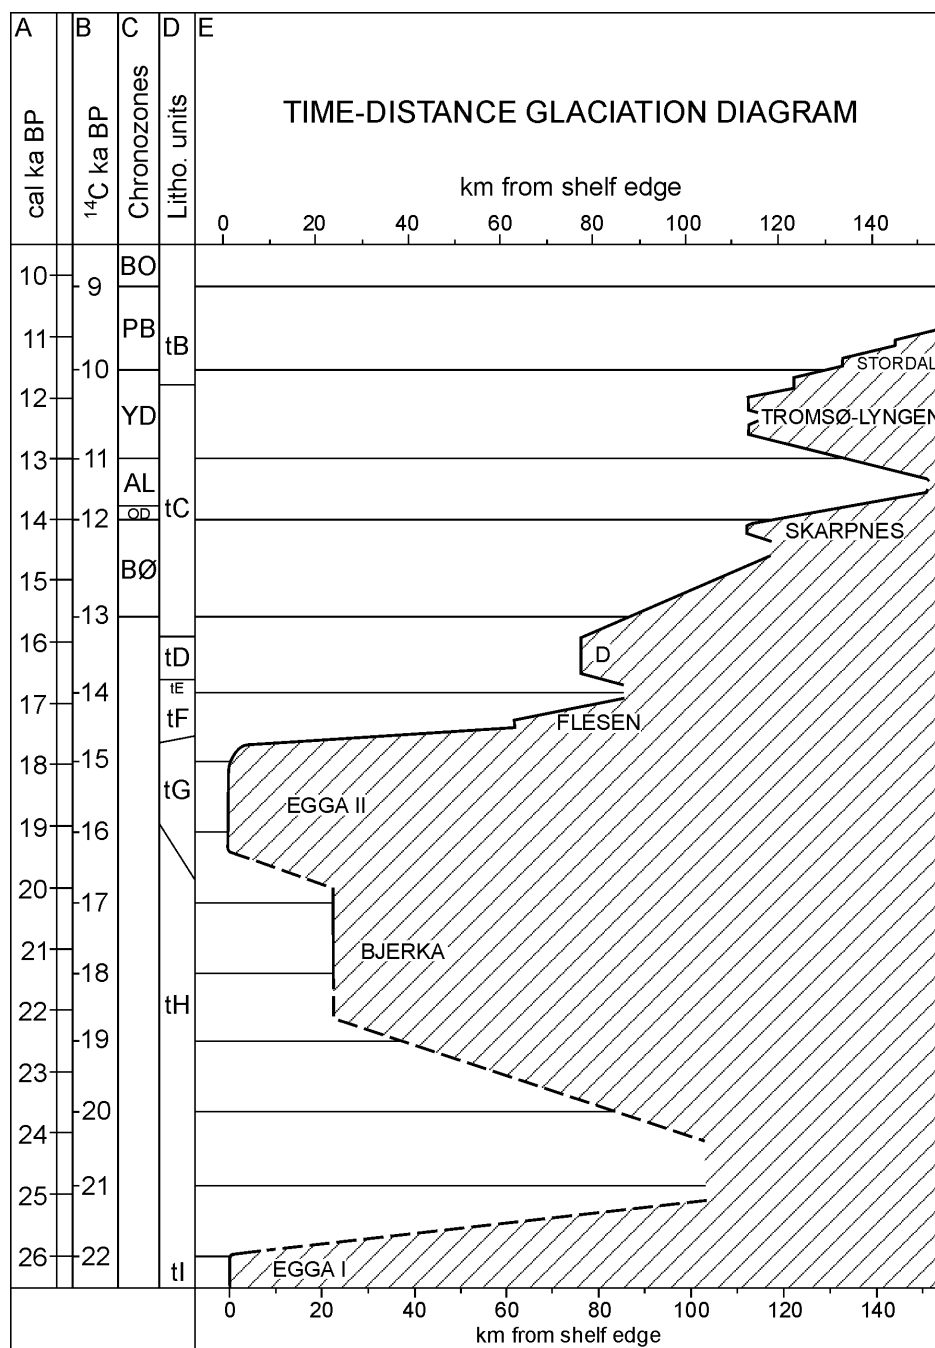 A B C D E
cal ka BP
¹⁴C ka BP
Chronozones
Litho. units
TIME-DISTANCE GLACIATION DIAGRAM
km from shelf edge
0 20 40 60 80 100 120 140
BO
10
9
PB
11
tB
10
STORDAL
12
YD
TROMSØ-LYNGEN
13
11
AL
tC
OD
14
12
SKARPNES
BØ
15
13
16
tD
D
tE
14
17
tF
FLESEN
15
18
tG
EGGA II
19
16
20
17
21
BJERKA
18
22
tH
19
23
20
24
21
25
26
22
tI
EGGA I
0 20 40 60 80 100 120 140
km from shelf edge